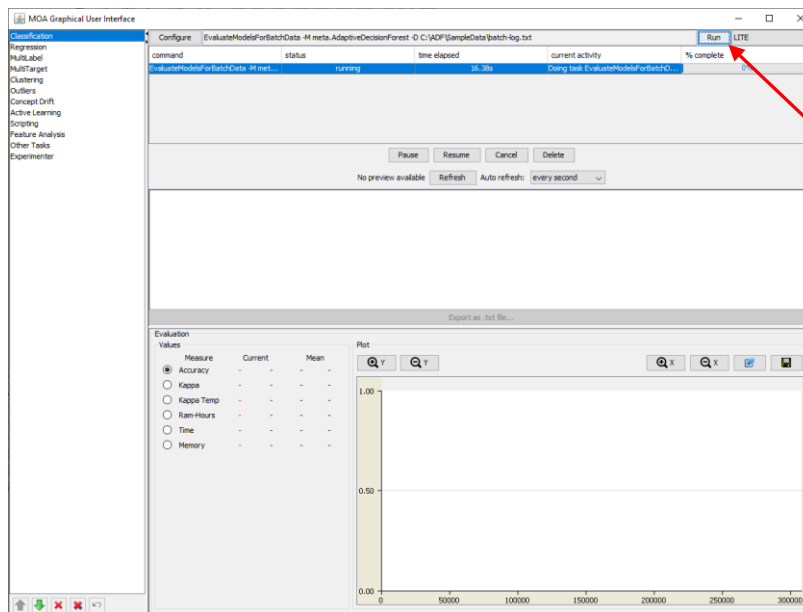 MOA Graphical User Interface
Classification
Regression
MultiLabel
MultiTarget
Clustering
Outliers
Concept Drift
Active Learning
Scripting
Feature Analysis
Other Tasks
Experimenter
Configure EvaluateModelsForBatchData -M meta.AdaptiveDecisionForest -D C:\ADF\SampleData\batch-log.txt Run LITE
command status time elapsed current activity % complete
EvaluateModelsForBatchData -M met... running 16.38s Doing task EvaluateModelsForBatchD... 0%
Pause Resume Cancel Delete
No preview available Refresh Auto refresh: every second
Export as .txt file...
Evaluation
Values
Measure Current Mean
Accuracy - - - -
Kappa - - - -
Kappa Temp - - - -
Ram-Hours - - - -
Time - - - -
Memory - - - -
Plot
Y Y X X
1.00
0.50
0.00
0 50000 100000 150000 200000 250000 300000